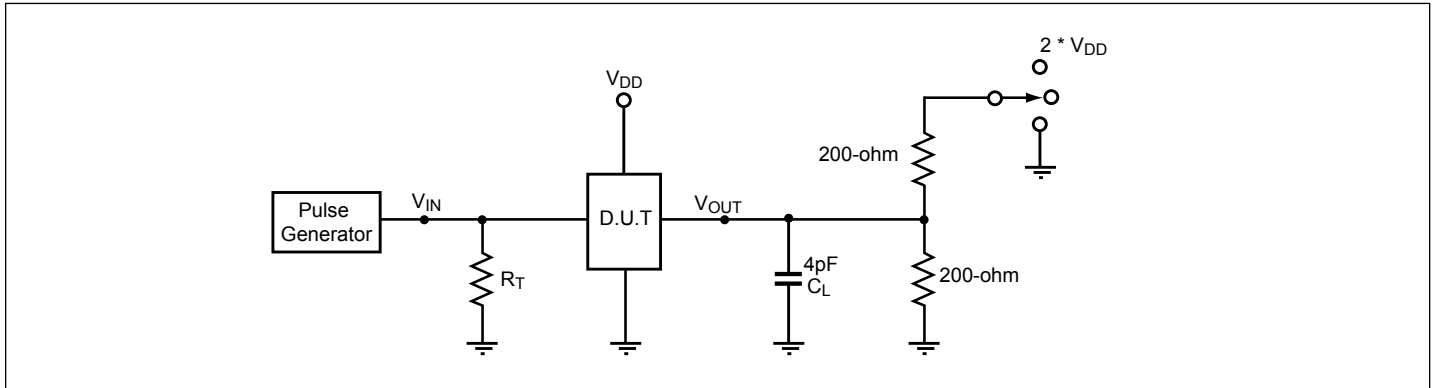 2 * VDD
VDD
200-ohm
Pulse
Generator
VIN
D.U.T
VOUT
RT
4pF
CL
200-ohm